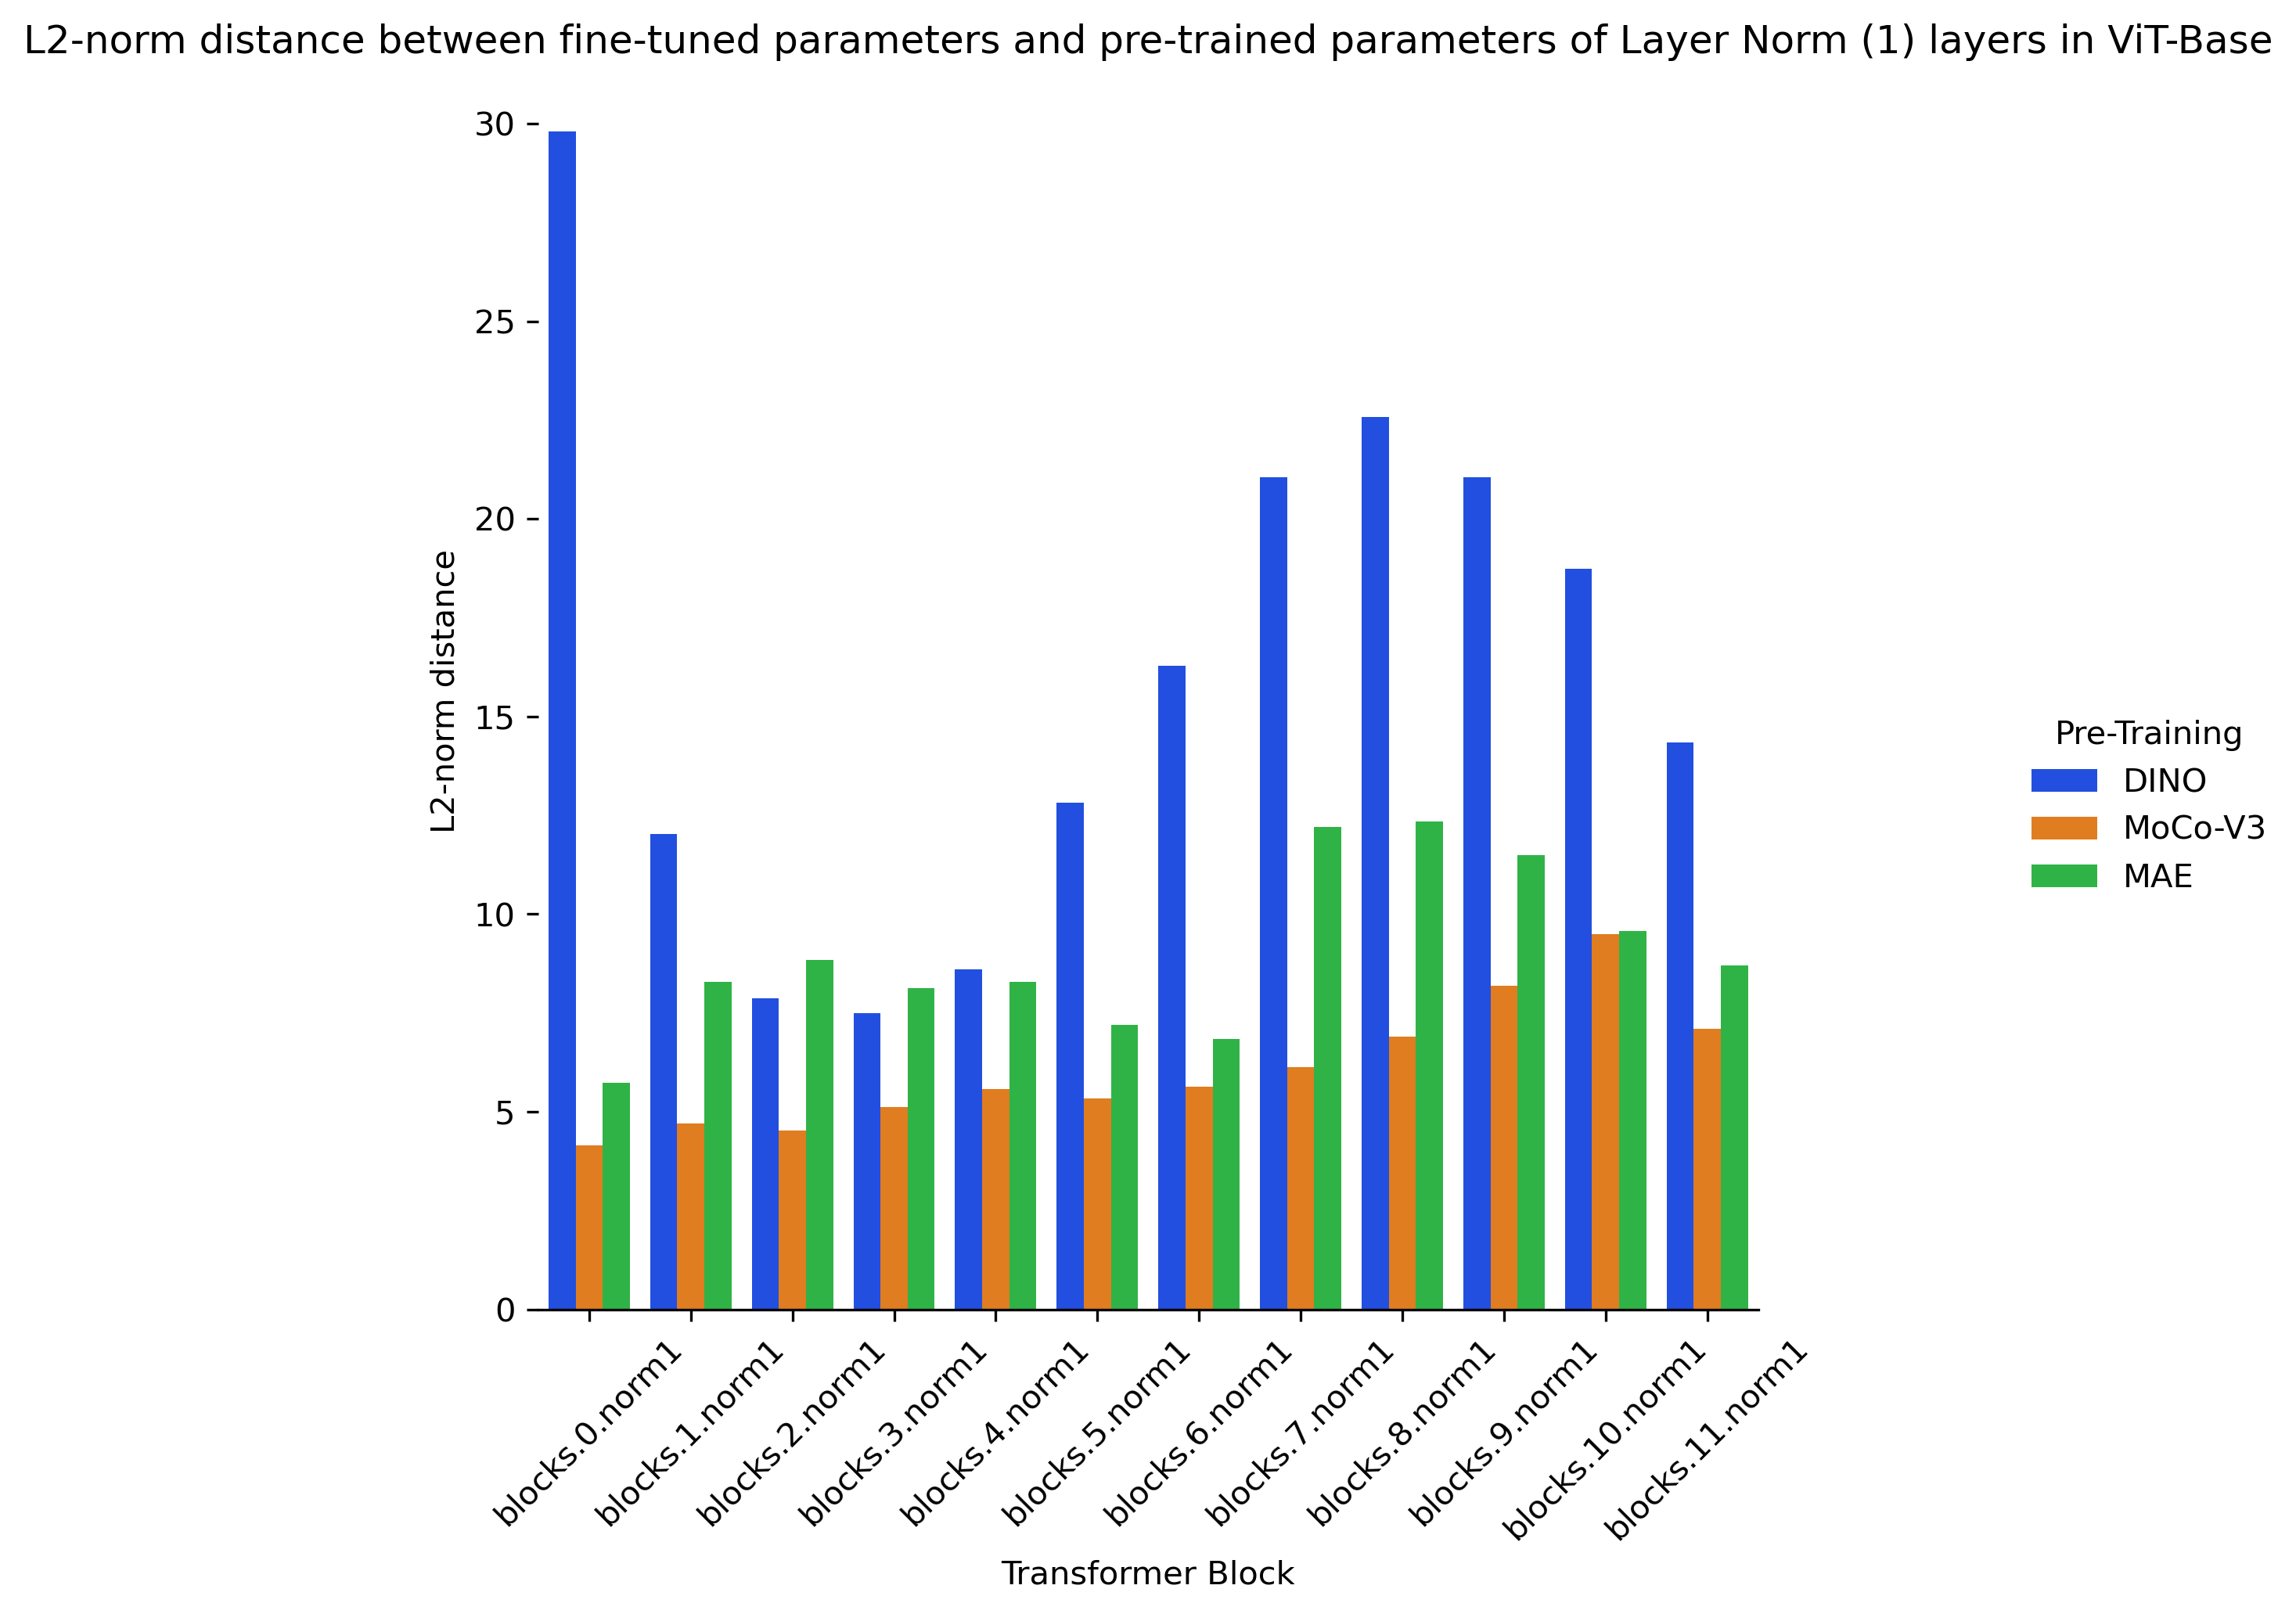 L2-norm distance between fine-tuned parameters and pre-trained parameters of Layer Norm (1) layers in ViT-Base
30
25
20
15
10
5
0
L2-norm distance
blocks.0.norm1
blocks.1.norm1
blocks.2.norm1
blocks.3.norm1
blocks.4.norm1
blocks.5.norm1
blocks.6.norm1
blocks.7.norm1
blocks.8.norm1
blocks.9.norm1
blocks.10.norm1
blocks.11.norm1
Transformer Block
Pre-Training
DINO
MoCo-V3
MAE